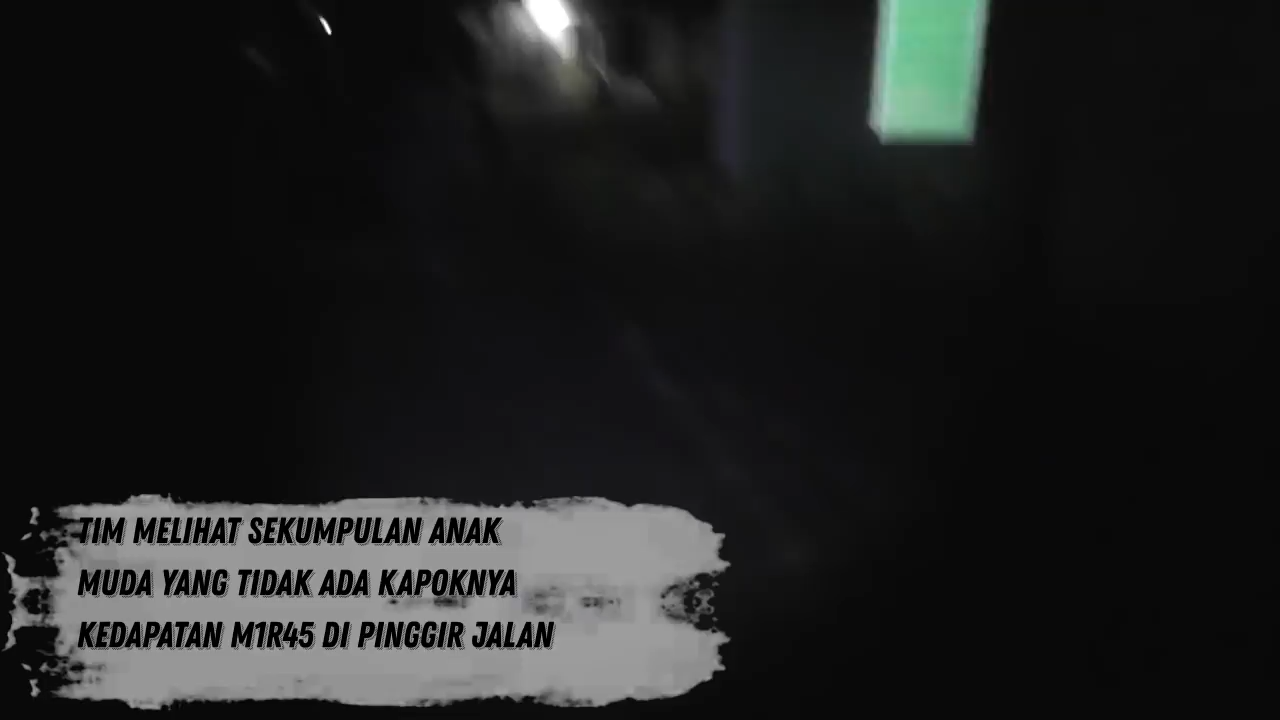 TIM MELIHAT SEKUMPULAN ANAK
MUDA YANG TIDAK ADA KAPOKNYA
KEDAPATAN M1R45 DI PINGGIR JALAN